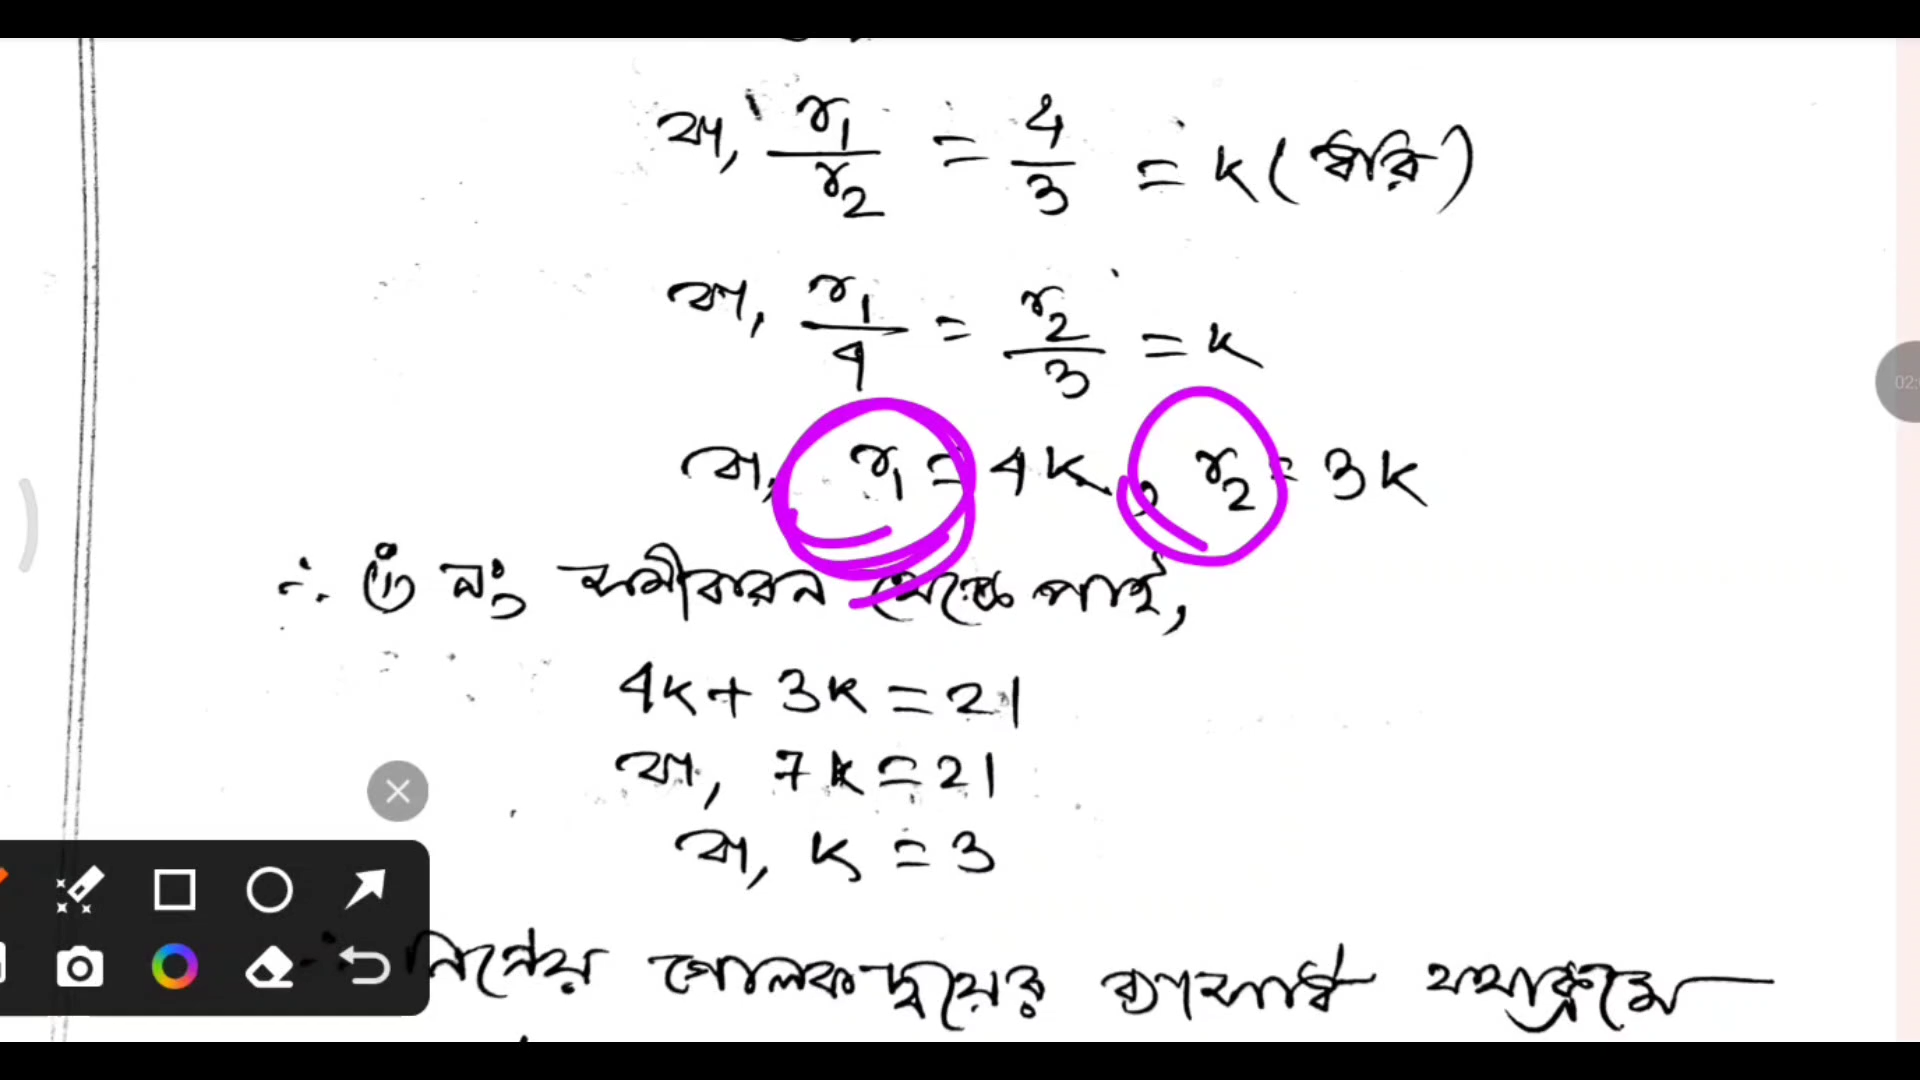 বা, r₁/r₂ = 4/3 = k (ধরি)
বা, r₁/4 = r₂/3 = k
বা, r₁ = 4k, r₂ = 3k
∴ নং সমীকরন থেকে পাই,
4k + 3k = 21
বা, 7k = 21
বা, k = 3
নির্ণেয় গোলকদ্বয়ের ব্যাসার্ধ যথাক্রমে